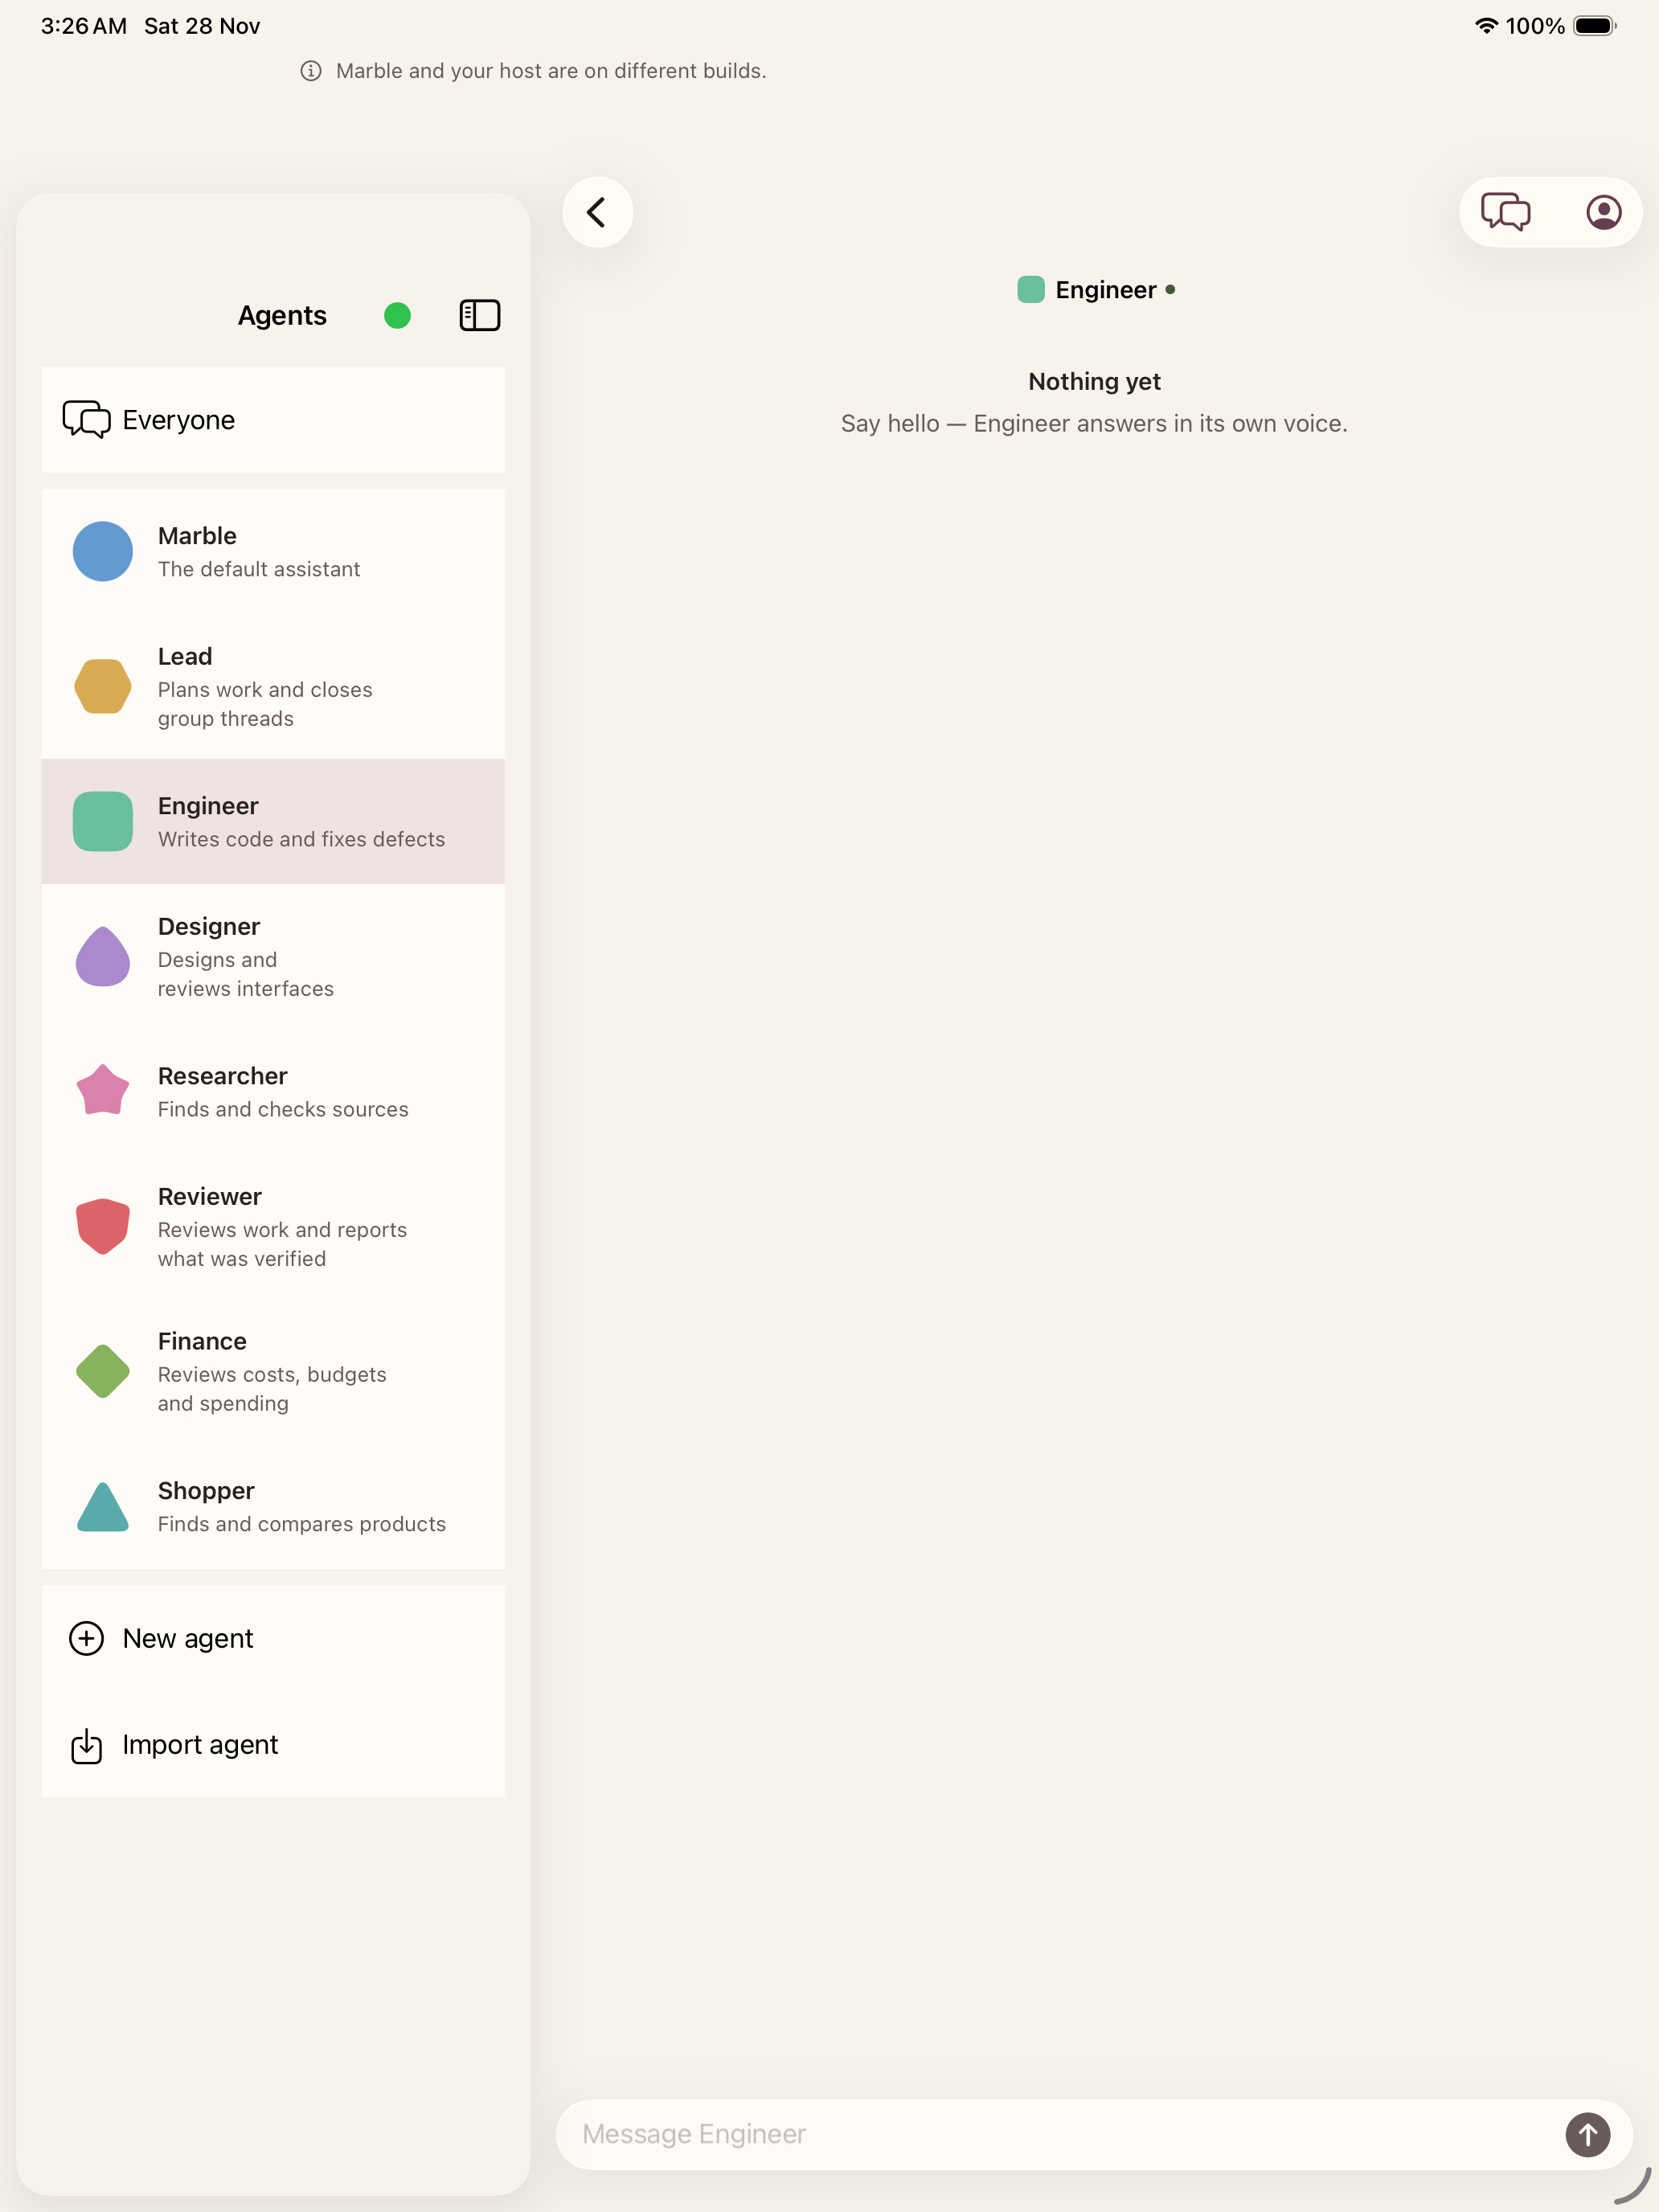 3:26 AM Sat 28 Nov
100%
Marble and your host are on different builds.
Agents
Everyone
Marble
The default assistant
Lead
Plans work and closes
group threads
Engineer
Writes code and fixes defects
Designer
Designs and
reviews interfaces
Researcher
Finds and checks sources
Reviewer
Reviews work and reports
what was verified
Finance
Reviews costs, budgets
and spending
Shopper
Finds and compares products
New agent
Import agent
Engineer
Nothing yet
Say hello — Engineer answers in its own voice.
Message Engineer